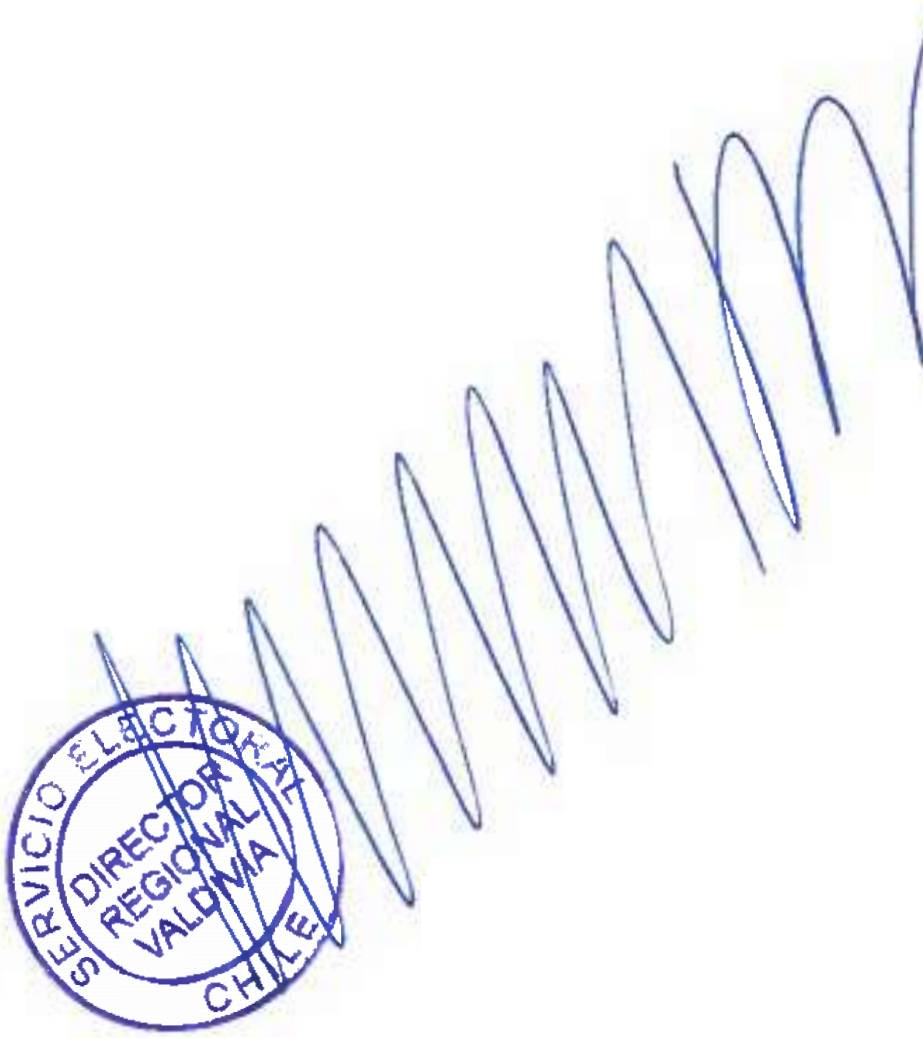 SERVICIO ELECTORAL
DIRECTOR
REGIONAL
VALDIVIA
CHILE